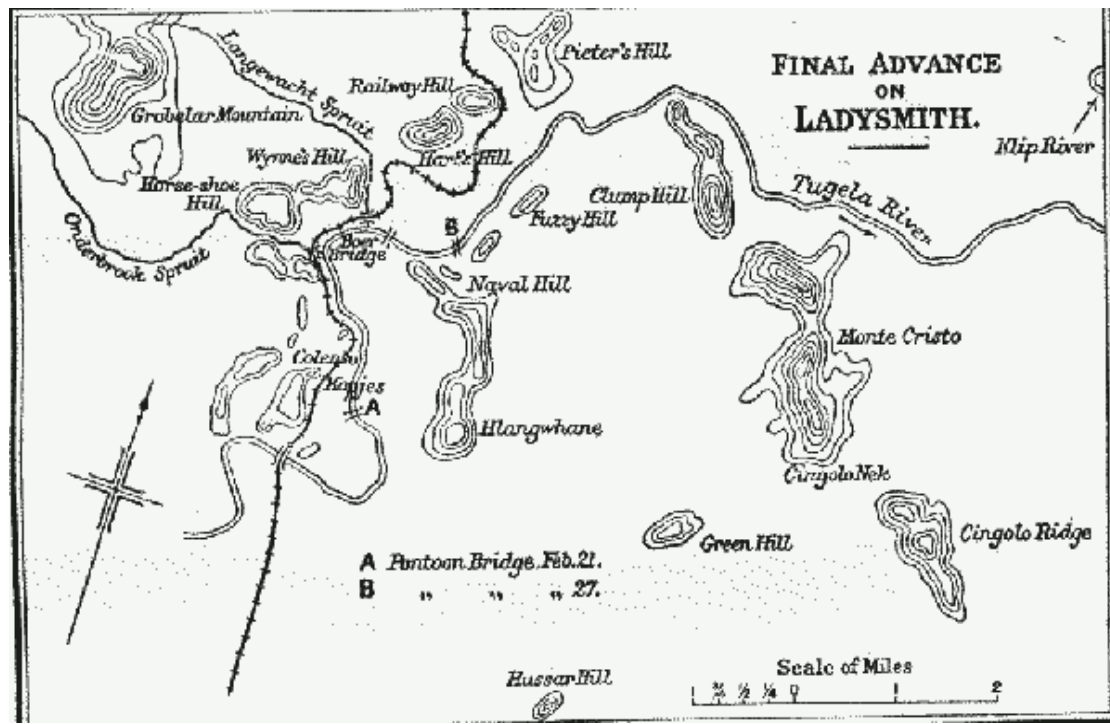 FINAL ADVANCE
ON
LADYSMITH.
Pieter's Hill
Langewacht Spruit
Railway Hill
Grobelar Mountain
Hart's Hill
Klip River
Wynne's Hill
Horse-shoe
Hill
Clump Hill
Tugela River
Fuzzy Hill
Onderbrook Spruit
Boer
Bridge
B
Naval Hill
Monte Cristo
Colenso
Kopjes
A
Hlangwhane
Cingolo Nek
Green Hill
Cingolo Ridge
A Pontoon Bridge Feb. 21.
B " " " 27.
Hussar Hill
Scale of Miles
¾ ½ ¼ 0 2